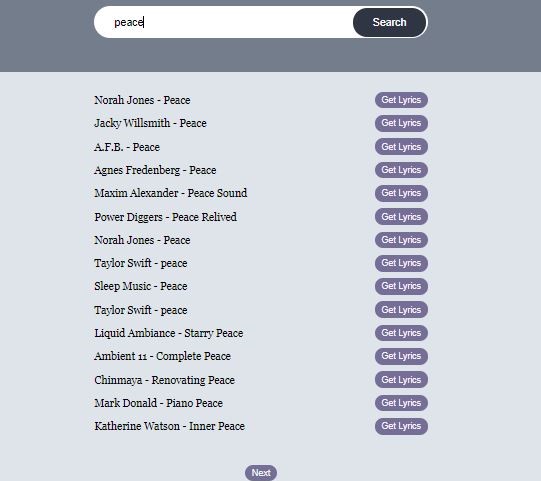 peace Search
Norah Jones - Peace Get Lyrics
Jacky Willsmith - Peace Get Lyrics
A.F.B. - Peace Get Lyrics
Agnes Fredenberg - Peace Get Lyrics
Maxim Alexander - Peace Sound Get Lyrics
Power Diggers - Peace Relived Get Lyrics
Norah Jones - Peace Get Lyrics
Taylor Swift - peace Get Lyrics
Sleep Music - Peace Get Lyrics
Taylor Swift - peace Get Lyrics
Liquid Ambiance - Starry Peace Get Lyrics
Ambient 11 - Complete Peace Get Lyrics
Chinmaya - Renovating Peace Get Lyrics
Mark Donald - Piano Peace Get Lyrics
Katherine Watson - Inner Peace Get Lyrics
Next